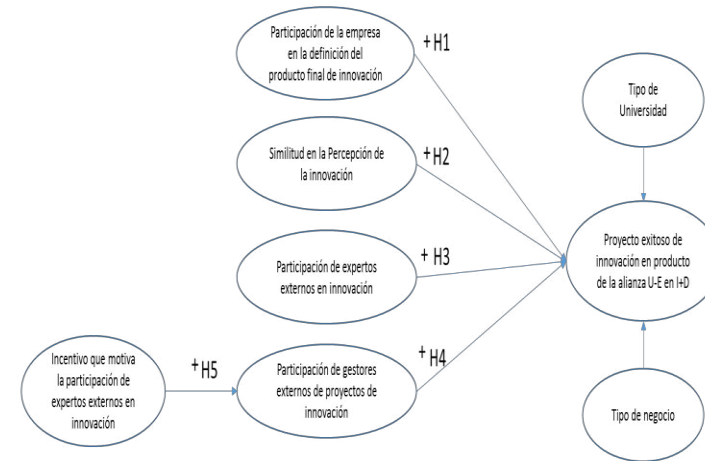 Participación de la empresa
en la definición del
producto final de innovación
+ H1
Tipo de
Universidad
Similitud en la Percepción de
la innovación
+ H2
Proyecto exitoso de
innovación en producto
de la alianza U-E en I+D
Participación de expertos
externos en innovación
+ H3
Incentivo que motiva
la participación de
expertos externos en
innovación
+ H5
Participación de gestores
externos de proyectos de
innovación
+ H4
Tipo de negocio